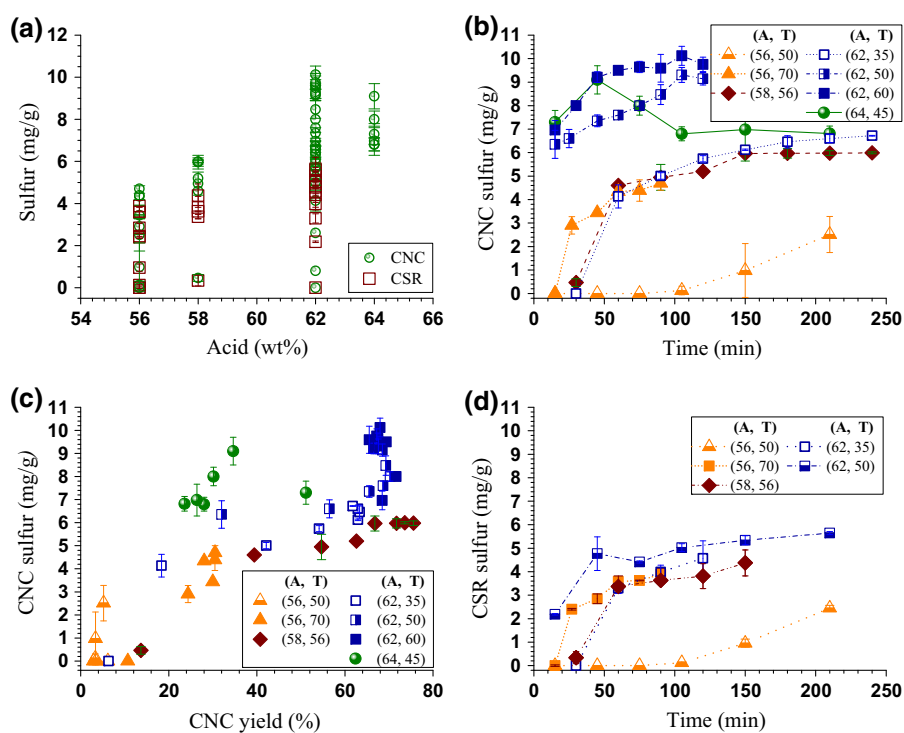 (a)
Sulfur (mg/g)
12
10
8
6
4
2
0
54
56
58
60
62
64
66
Acid (wt%)
CNC
CSR
(b)
CNC sulfur (mg/g)
11
10
9
8
7
6
5
4
3
2
1
0
0
50
100
150
200
250
Time (min)
(A, T) (A, T)
(56, 50) (62, 35)
(56, 70) (62, 50)
(58, 56) (62, 60)
(64, 45)
(c)
CNC sulfur (mg/g)
11
10
9
8
7
6
5
4
3
2
1
0
0
20
40
60
80
CNC yield (%)
(A, T) (A, T)
(56, 50) (62, 35)
(56, 70) (62, 50)
(58, 56) (62, 60)
(64, 45)
(d)
CSR sulfur (mg/g)
11
10
9
8
7
6
5
4
3
2
1
0
0
50
100
150
200
250
Time (min)
(A, T) (A, T)
(56, 50) (62, 35)
(56, 70) (62, 50)
(58, 56)